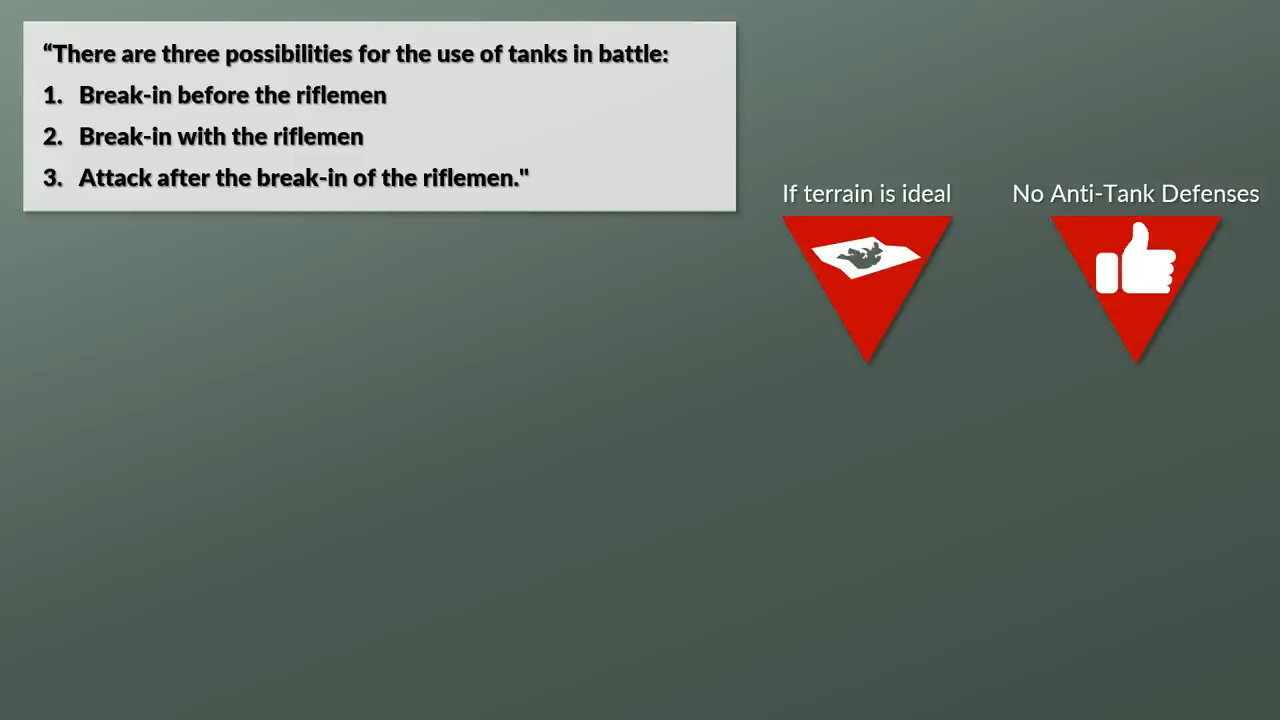 “There are three possibilities for the use of tanks in battle:
1. Break-in before the riflemen
2. Break-in with the riflemen
3. Attack after the break-in of the riflemen."
If terrain is ideal
No Anti-Tank Defenses